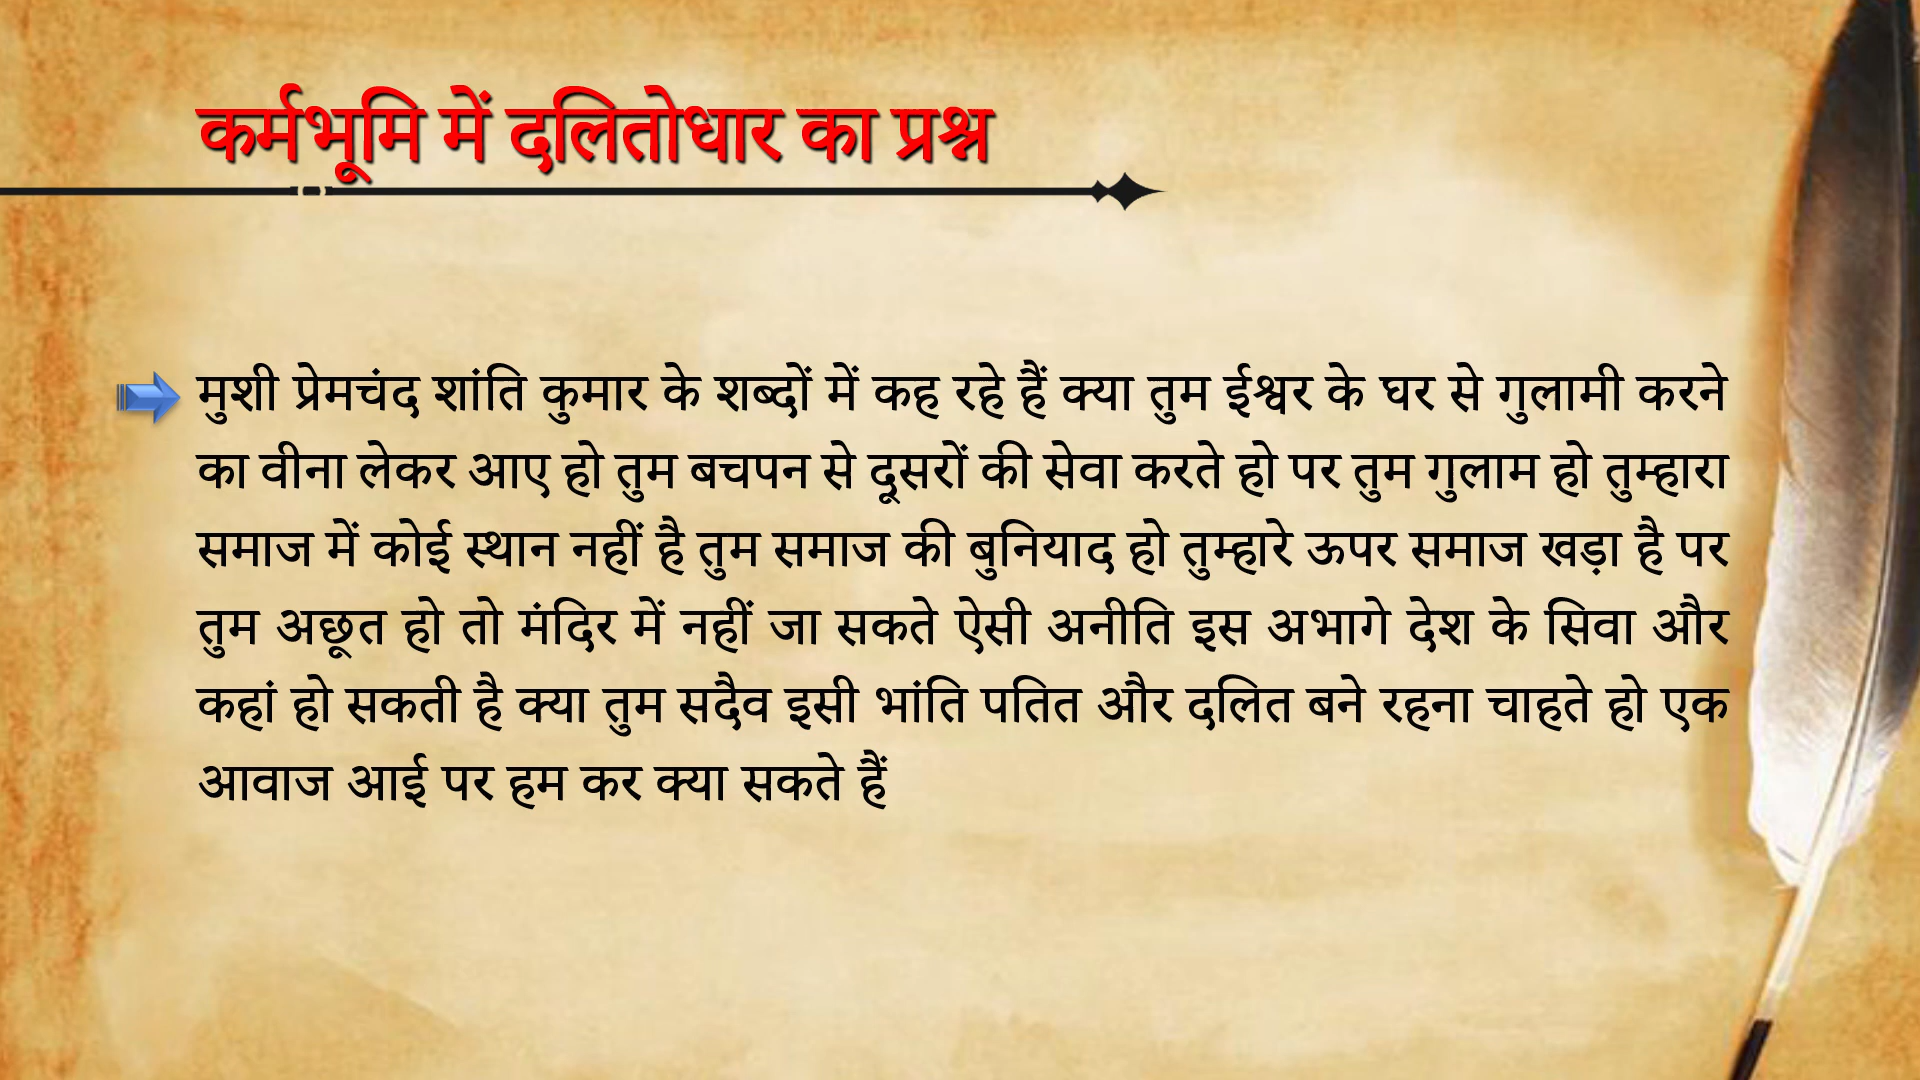 कर्मभूमि में दलितोधार का प्रश्न
मुशी प्रेमचंद शांति कुमार के शब्दों में कह रहे हैं क्या तुम ईश्वर के घर से गुलामी करने
का वीना लेकर आए हो तुम बचपन से दूसरों की सेवा करते हो पर तुम गुलाम हो तुम्हारा
समाज में कोई स्थान नहीं है तुम समाज की बुनियाद हो तुम्हारे ऊपर समाज खड़ा है पर
तुम अछूत हो तो मंदिर में नहीं जा सकते ऐसी अनीति इस अभागे देश के सिवा और
कहां हो सकती है क्या तुम सदैव इसी भांति पतित और दलित बने रहना चाहते हो एक
आवाज आई पर हम कर क्या सकते हैं